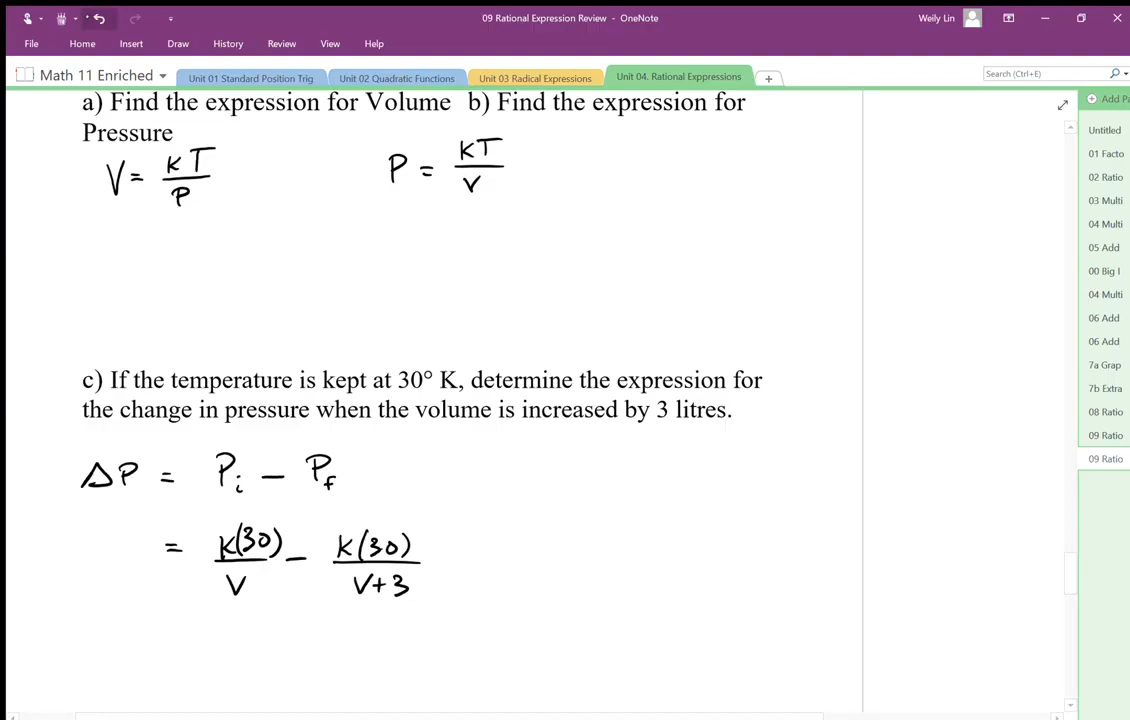 09 Rational Expression Review - OneNote
Weily Lin
File Home Insert Draw History Review View Help
Math 11 Enriched
Unit 01 Standard Position Trig
Unit 02 Quadratic Functions
Unit 03 Radical Expressions
Unit 04. Rational Exppressions
Search (Ctrl+E)
a) Find the expression for Volume b) Find the expression for
Pressure
V = KT/P
P = KT/V
c) If the temperature is kept at 30° K, determine the expression for
the change in pressure when the volume is increased by 3 litres.
ΔP = Pi - Pf
= K(30)/V - K(30)/V+3
Add Pa
Untitled
01 Facto
02 Ratio
03 Multi
04 Multi
05 Add
00 Big I
04 Multi
06 Add
06 Add
7a Grap
7b Extra
08 Ratio
09 Ratio
09 Ratio